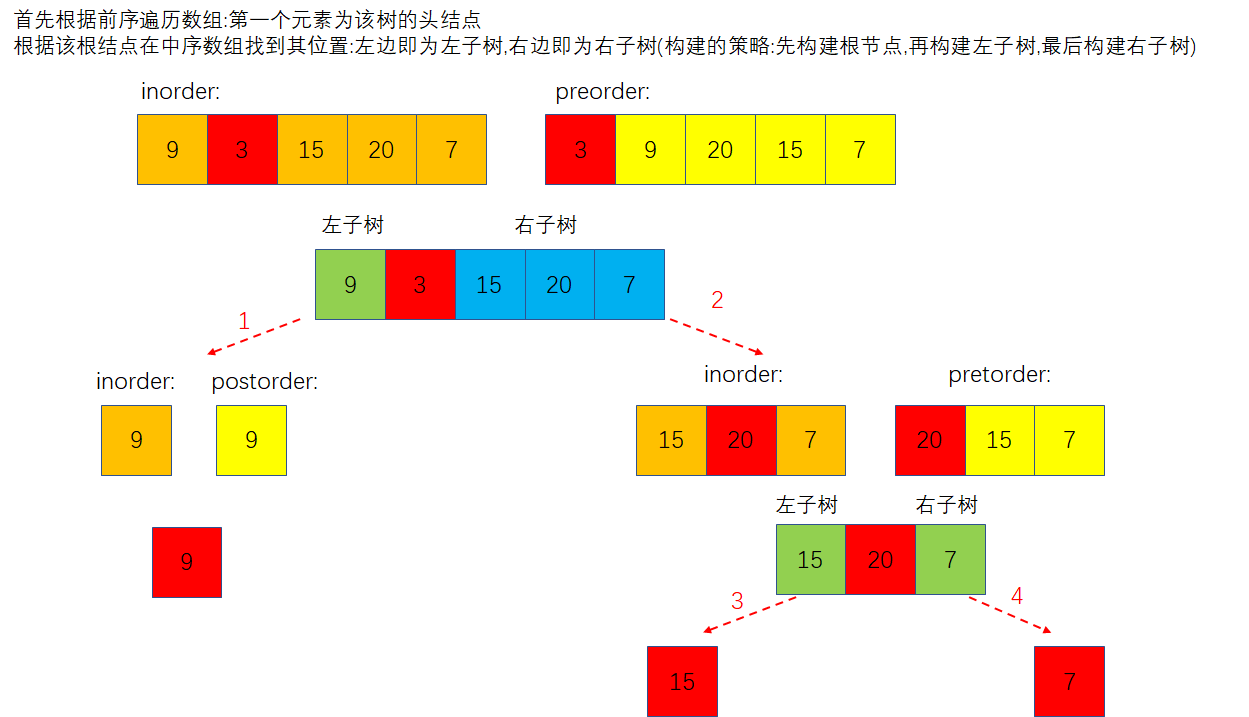 首先根据前序遍历数组:第一个元素为该树的头结点
根据该根结点在中序数组找到其位置:左边即为左子树,右边即为右子树(构建的策略:先构建根节点,再构建左子树,最后构建右子树)
inorder: preorder:
9 3 15 20 7 3 9 20 15 7
左子树 右子树
9 3 15 20 7
1 2
inorder: postorder: inorder: pretorder:
9 9 15 20 7 20 15 7
左子树 右子树
9 15 20 7
3 4
15 7